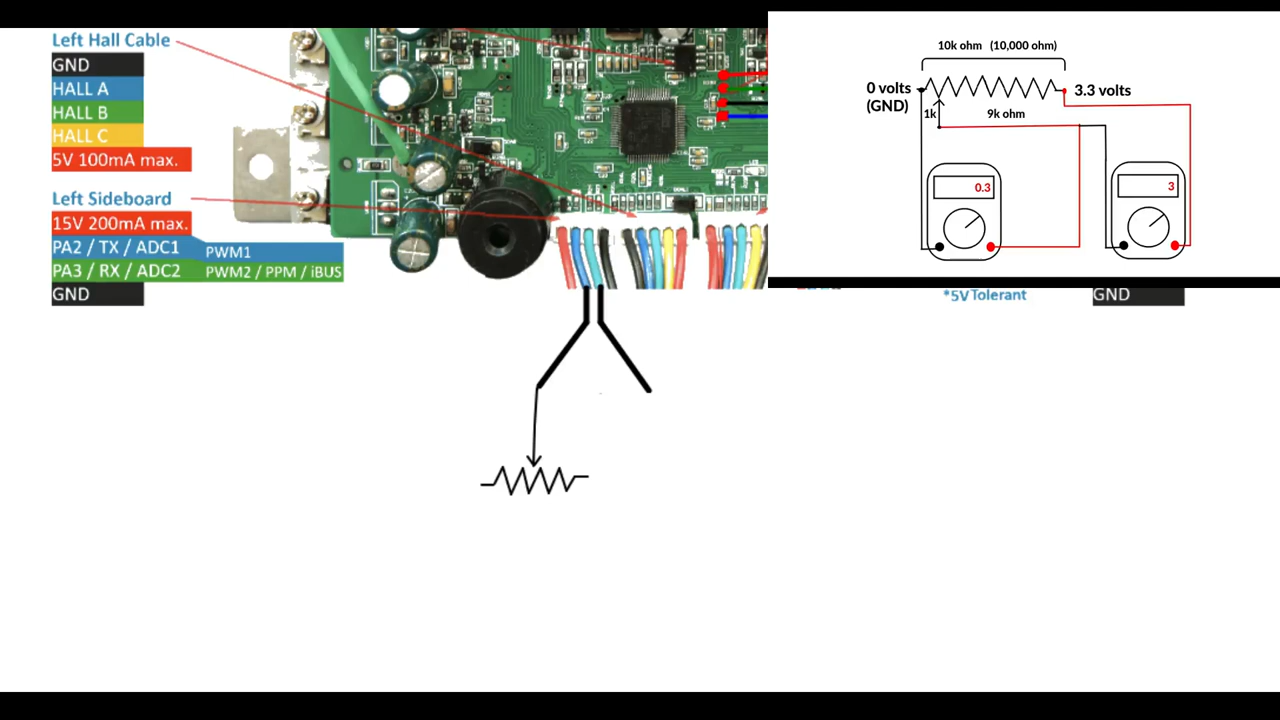 Left Hall Cable
GND
HALL A
HALL B
HALL C
5V 100mA max.
Left Sideboard
15V 200mA max.
PA2 / TX / ADC1
PWM1
PA3 / RX / ADC2
PWM2 / PPM / iBUS
GND
10k ohm (10,000 ohm)
0 volts
(GND)
3.3 volts
1k
9k ohm
0.3
3
*5V Tolerant
GND